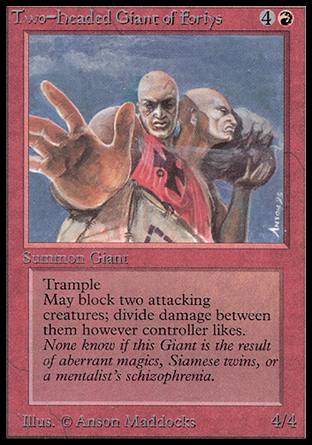 Two-Headed Giant of Foriys 4
Summon Giant
Trample
May block two attacking
creatures; divide damage between
them however controller likes.
None know if this Giant is the result
of aberrant magics, Siamese twins, or
a mentalist's schizophrenia.
4/4
Illus. © Anson Maddocks